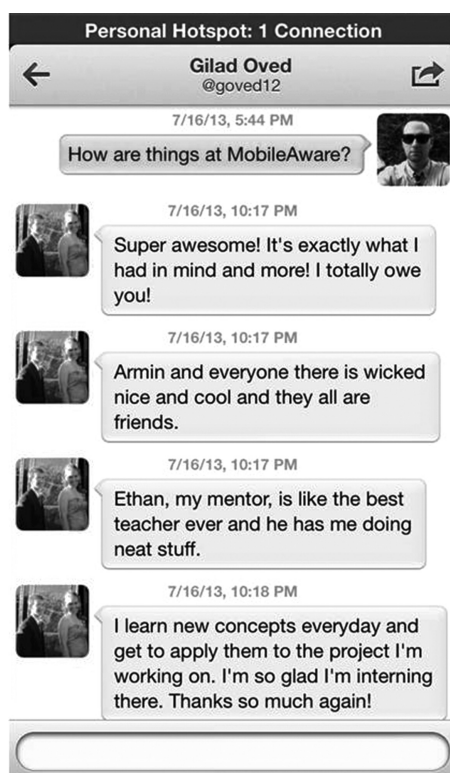 Personal Hotspot: 1 Connection
Gilad Oved
@goved12
7/16/13, 5:44 PM
How are things at MobileAware?
7/16/13, 10:17 PM
Super awesome! It's exactly what I
had in mind and more! I totally owe
you!
7/16/13, 10:17 PM
Armin and everyone there is wicked
nice and cool and they all are
friends.
7/16/13, 10:17 PM
Ethan, my mentor, is like the best
teacher ever and he has me doing
neat stuff.
7/16/13, 10:18 PM
I learn new concepts everyday and
get to apply them to the project I'm
working on. I'm so glad I'm interning
there. Thanks so much again!